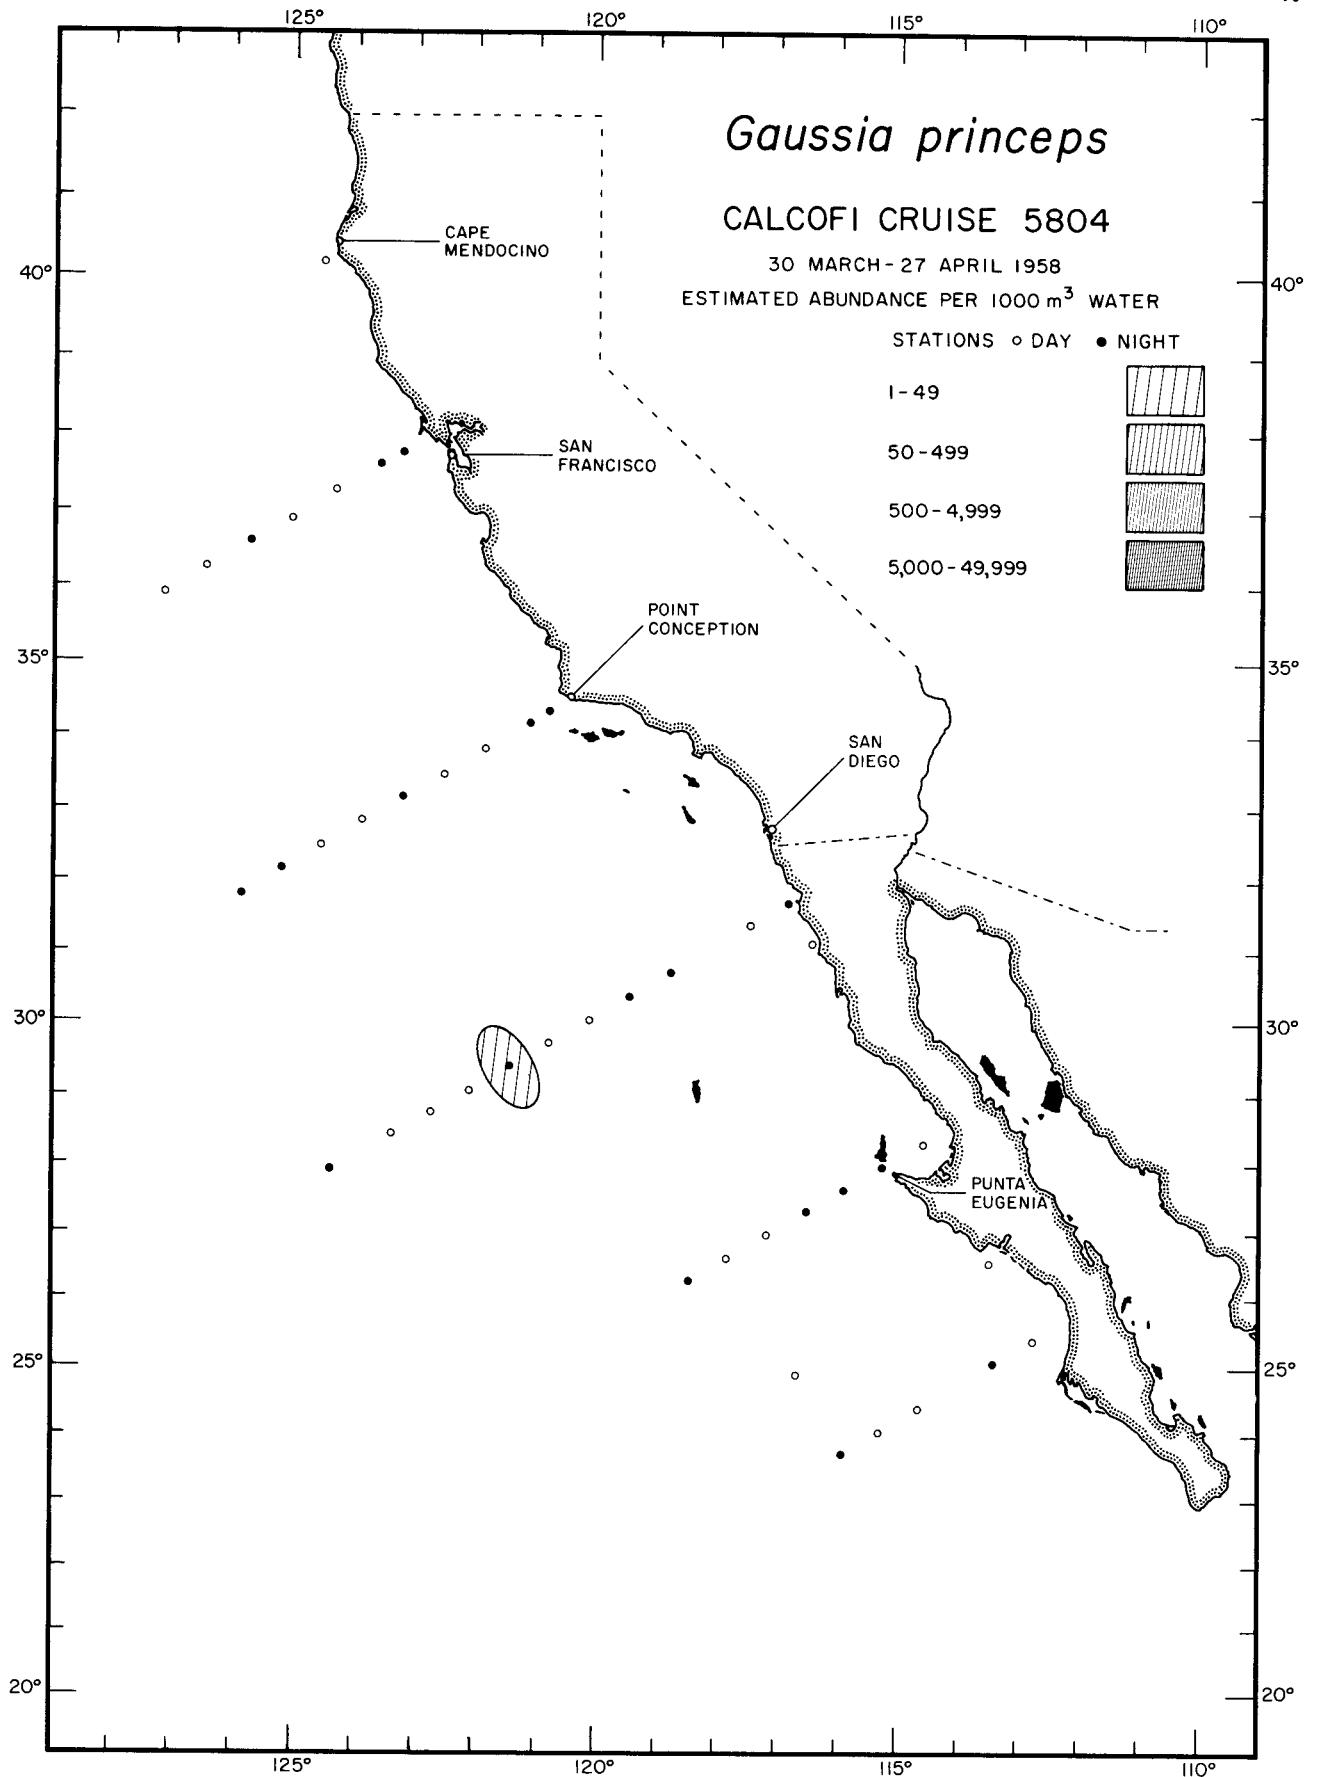 125° 120° 115° 110°
Gaussia princeps
CALCOFI CRUISE 5804
30 MARCH - 27 APRIL 1958
ESTIMATED ABUNDANCE PER 1000 m³ WATER
STATIONS ○ DAY ● NIGHT
1 - 49
50 - 499
500 - 4,999
5,000 - 49,999
CAPE
MENDOCINO
40° 40°
SAN
FRANCISCO
POINT
CONCEPTION
35° 35°
SAN
DIEGO
30° 30°
PUNTA
EUGENIA
25° 25°
20° 20°
125° 120° 115° 110°